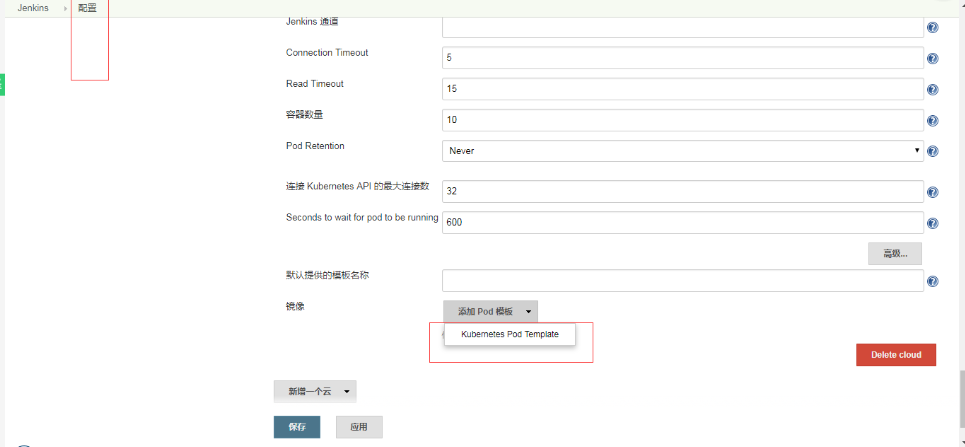 Jenkins 配置
Jenkins 通道
Connection Timeout 5
Read Timeout 15
容器数量 10
Pod Retention Never
连接 Kubernetes API 的最大连接数 32
Seconds to wait for pod to be running 600
高级...
默认提供的模板名称
镜像 添加 Pod 模板
Kubernetes Pod Template
Delete cloud
新增一个云
保存 应用